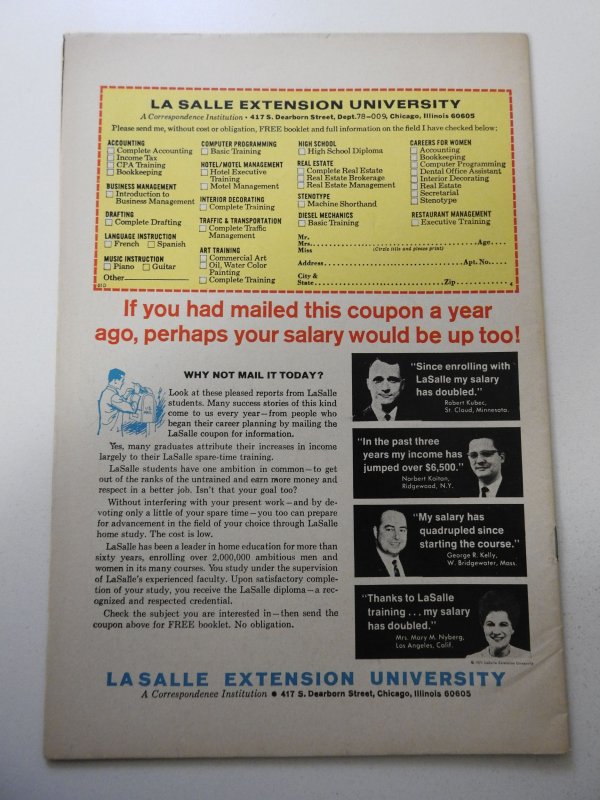 LA SALLE EXTENSION UNIVERSITY
A Correspondence Institution • 417 S. Dearborn Street, Dept. 78-009, Chicago, Illinois 60605
Please send me, without cost or obligation, FREE booklet and full information on the field I have checked below:
ACCOUNTING
Complete Accounting
Income Tax
CPA Training
Bookkeeping
BUSINESS MANAGEMENT
Introduction to
Business Management
DRAFTING
Complete Drafting
LANGUAGE INSTRUCTION
French Spanish
MUSIC INSTRUCTION
Piano Guitar
Other
COMPUTER PROGRAMMING
Basic Training
HOTEL/MOTEL MANAGEMENT
Hotel Executive
Training
Motel Management
INTERIOR DECORATING
Complete Training
TRAFFIC & TRANSPORTATION
Complete Traffic
Management
ART TRAINING
Commercial Art
Oil, Water Color
Painting
Complete Training
HIGH SCHOOL
High School Diploma
REAL ESTATE
Complete Real Estate
Real Estate Brokerage
Real Estate Management
STENOTYPE
Machine Shorthand
DIESEL MECHANICS
Basic Training
CAREERS FOR WOMEN
Accounting
Bookkeeping
Computer Programming
Dental Office Assistant
Interior Decorating
Real Estate
Secretarial
Stenotype
RESTAURANT MANAGEMENT
Executive Training
Mr.
Mrs. Age
Miss (Circle title and please print)
Address Apt. No.
City &
State Zip
If you had mailed this coupon a year
ago, perhaps your salary would be up too!
WHY NOT MAIL IT TODAY?
Look at these pleased reports from LaSalle
students. Many success stories of this kind
come to us every year—from people who
began their career planning by mailing the
LaSalle coupon for information.
Yes, many graduates attribute their increases in income
largely to their LaSalle spare-time training.
LaSalle students have one ambition in common—to get
out of the ranks of the untrained and earn more money and
respect in a better job. Isn't that your goal too?
Without interfering with your present work—and by de-
voting only a little of your spare time—you too can prepare
for advancement in the field of your choice through LaSalle
home study. The cost is low.
LaSalle has been a leader in home education for more than
sixty years, enrolling over 2,000,000 ambitious men and
women in its many courses. You study under the supervision
of LaSalle's experienced faculty. Upon satisfactory comple-
tion of your study, you receive the LaSalle diploma—a rec-
ognized and respected credential.
Check the subject you are interested in—then send the
coupon above for FREE booklet. No obligation.
"Since enrolling with
LaSalle my salary
has doubled."
Robert Kubec,
St. Cloud, Minnesota.
"In the past three
years my income has
jumped over $6,500."
Norbert Kaiton,
Ridgewood, N.Y.
"My salary has
quadrupled since
starting the course."
George R. Kelly,
W. Bridgewater, Mass.
"Thanks to LaSalle
training . . . my salary
has doubled."
Mrs. Mary M. Nyberg,
Los Angeles, Calif.
LA SALLE EXTENSION UNIVERSITY
A Correspondence Institution • 417 S. Dearborn Street, Chicago, Illinois 60605